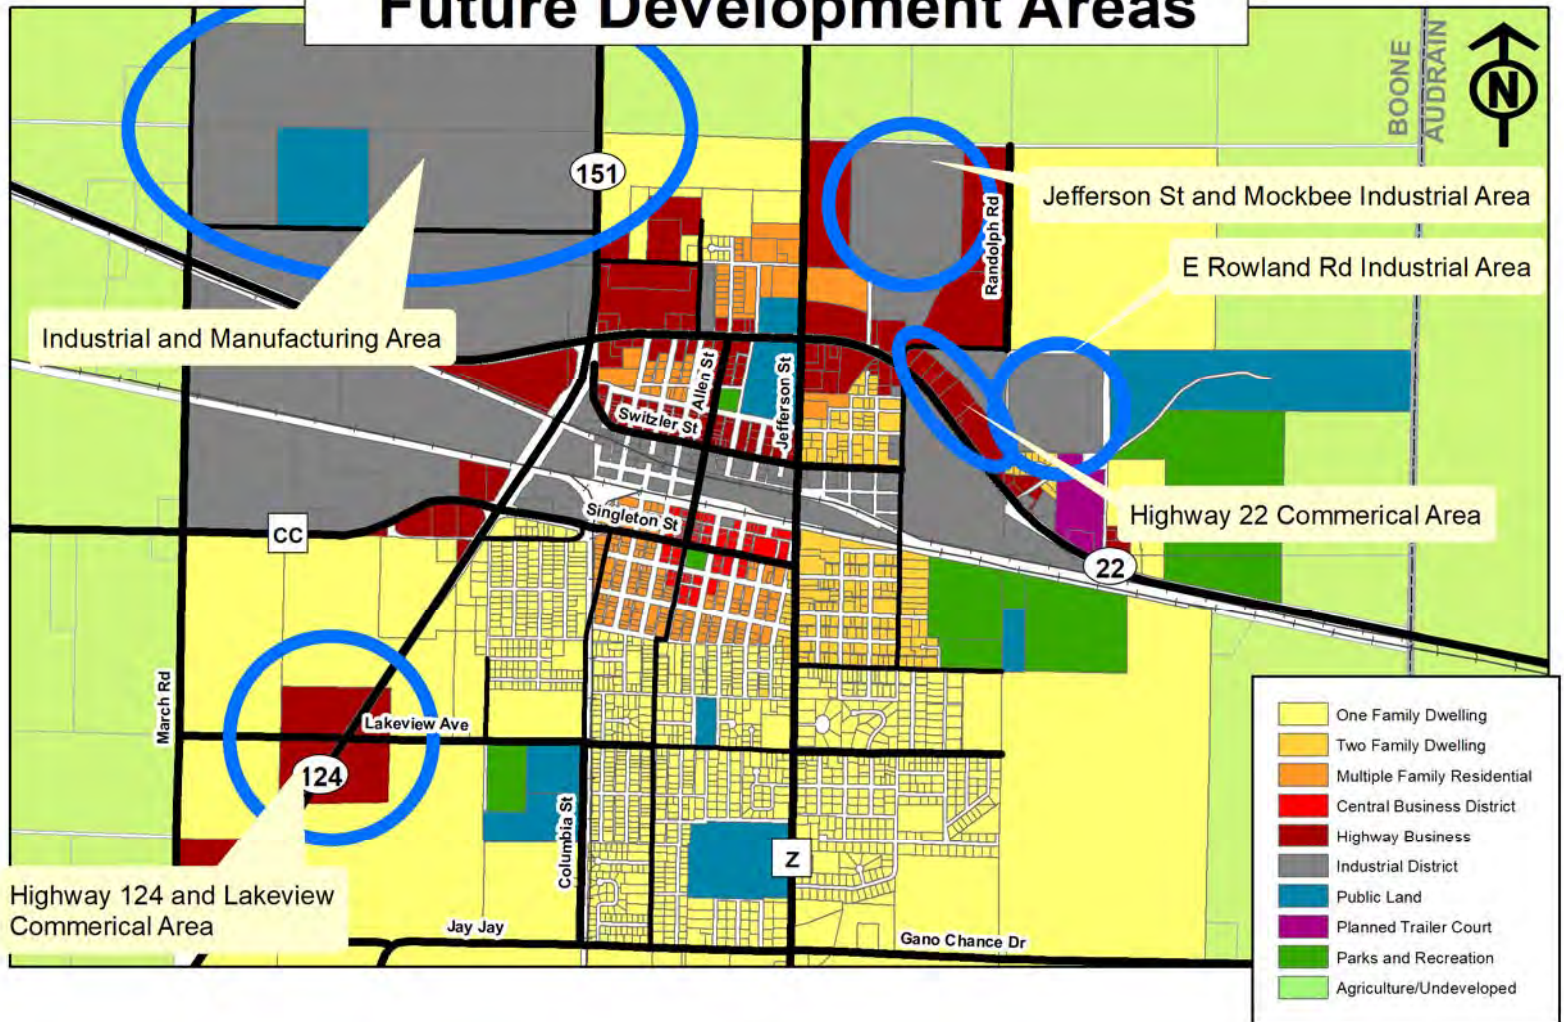 Future Development Areas
BOONE
AUDRAIN
N
151
Jefferson St and Mockbee Industrial Area
Randolph Rd
E Rowland Rd Industrial Area
Industrial and Manufacturing Area
Allen St
Jefferson St
Switzler St
Singleton St
Highway 22 Commerical Area
CC
22
March Rd
Lakeview Ave
124
Columbia St
Z
Highway 124 and Lakeview
Commerical Area
Jay Jay
Gano Chance Dr
One Family Dwelling
Two Family Dwelling
Multiple Family Residential
Central Business District
Highway Business
Industrial District
Public Land
Planned Trailer Court
Parks and Recreation
Agriculture/Undeveloped